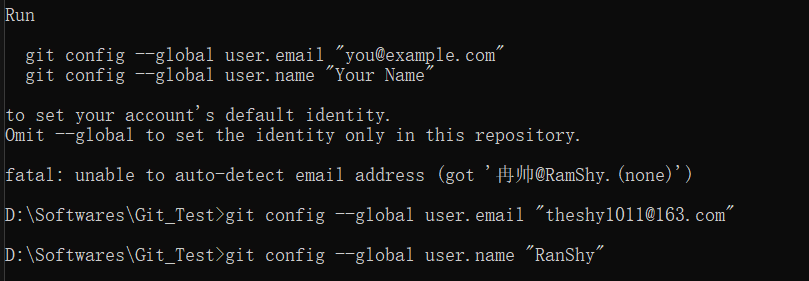 Run
git config --global user.email "you@example.com"
git config --global user.name "Your Name"
to set your account's default identity.
Omit --global to set the identity only in this repository.
fatal: unable to auto-detect email address (got '冉帅@RamShy.(none)')
D:\Softwares\Git_Test>git config --global user.email "theshy1011@163.com"
D:\Softwares\Git_Test>git config --global user.name "RanShy"